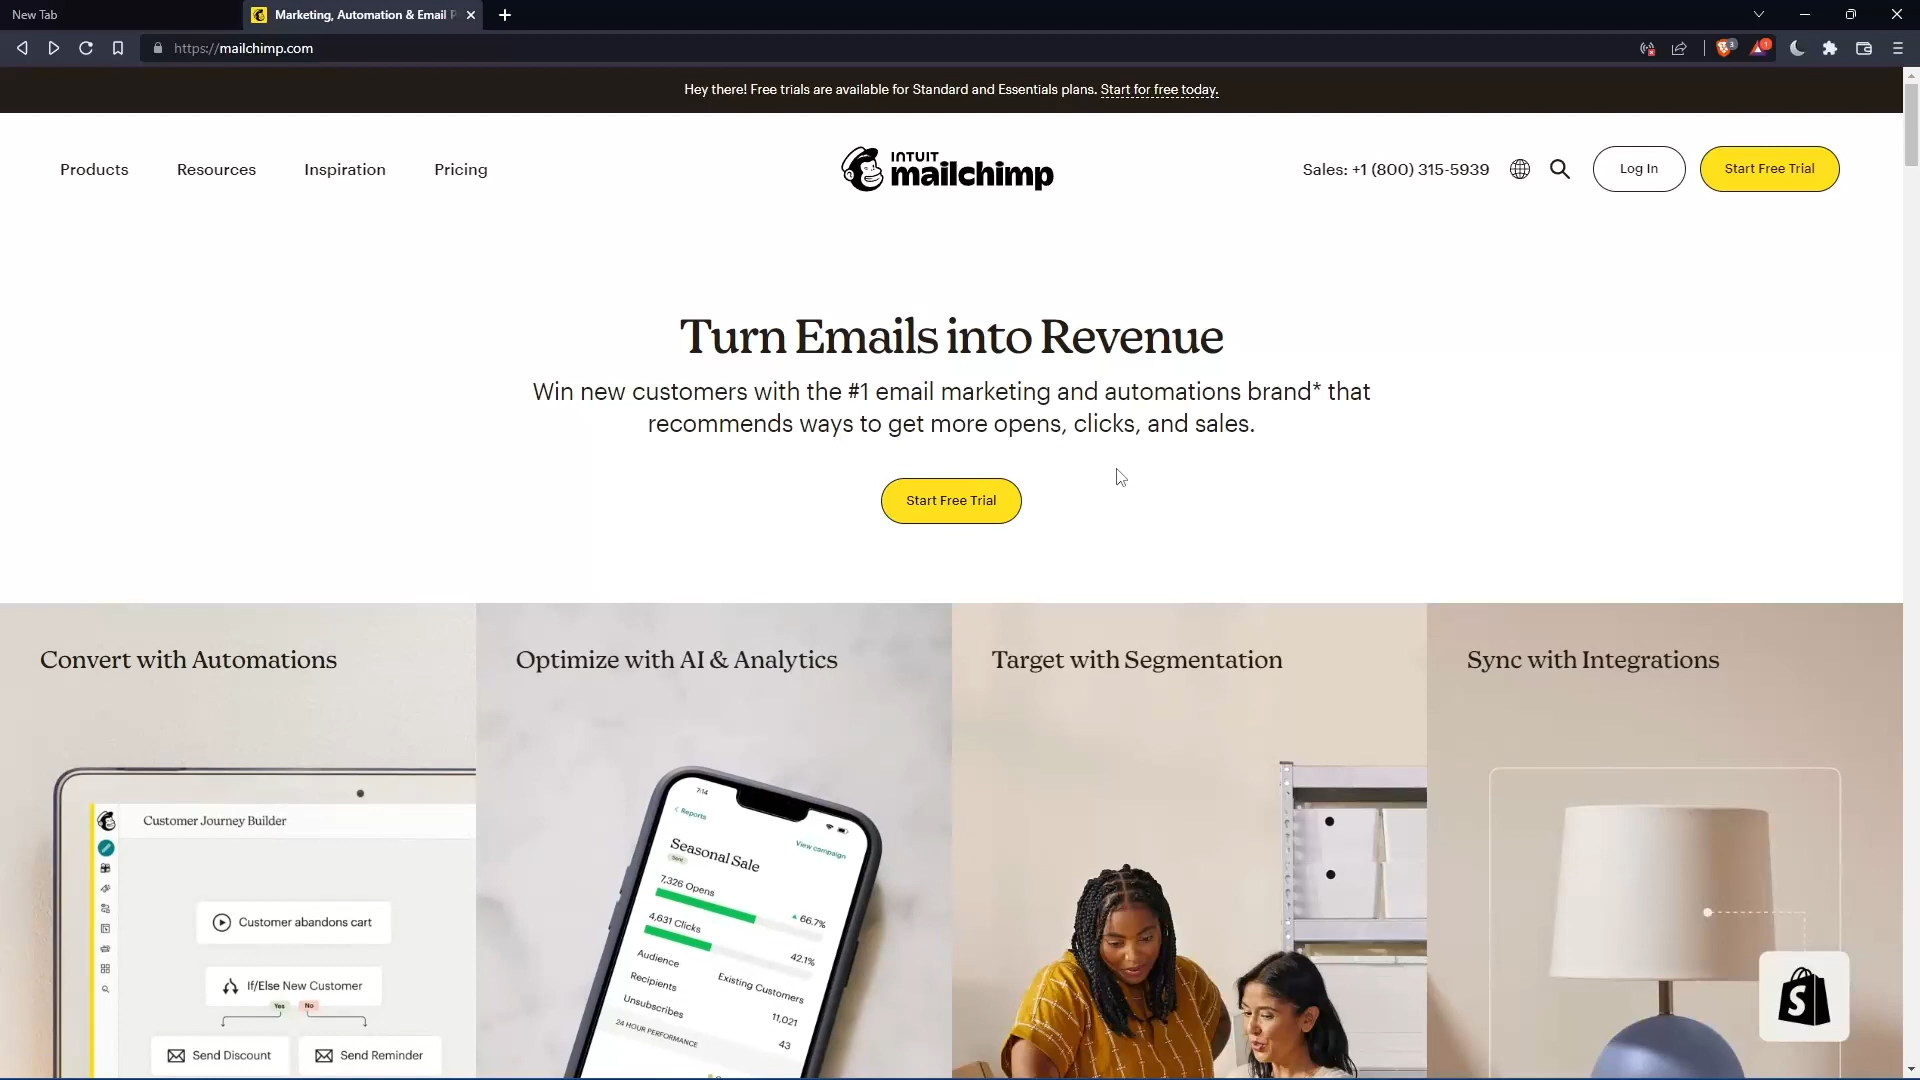 New Tab
Marketing, Automation & Email P
https://mailchimp.com
3
1
Hey there! Free trials are available for Standard and Essentials plans. Start for free today.
Products
Resources
Inspiration
Pricing
INTUIT
mailchimp
Sales: +1 (800) 315-5939
Log In
Start Free Trial
Turn Emails into Revenue
Win new customers with the #1 email marketing and automations brand* that
recommends ways to get more opens, clicks, and sales.
Start Free Trial
Convert with Automations
Optimize with AI & Analytics
Target with Segmentation
Sync with Integrations
Customer Journey Builder
Customer abandons cart
If/Else New Customer
Yes
No
Send Discount
Send Reminder
7:14
Reports
View campaign
Seasonal Sale
Sent
7,326 Opens
66.7%
4,631 Clicks
42.1%
Audience
Existing Customers
Recipients
11,021
Unsubscribes
43
24 HOUR PERFORMANCE
S